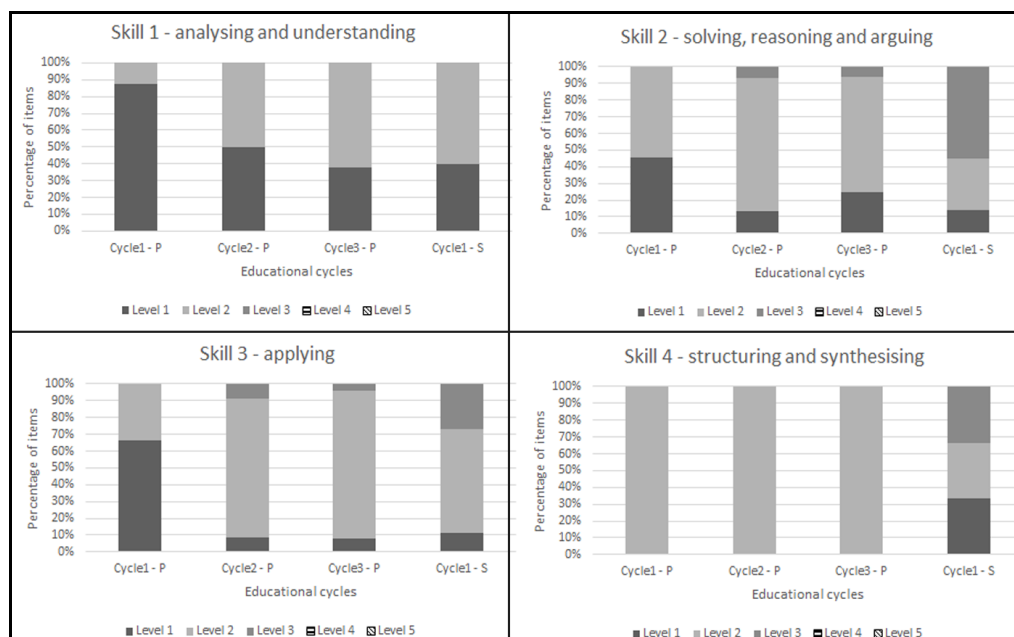 Skill 1 - analysing and understanding
100%
90%
80%
70%
60%
50%
40%
30%
20%
10%
0%
Percentage of items
Cycle1 - P Cycle2 - P Cycle3 - P Cycle1 - S
Educational cycles
Level 1 Level 2 Level 3 Level 4 Level 5
Skill 2 - solving, reasoning and arguing
100%
90%
80%
70%
60%
50%
40%
30%
20%
10%
0%
Percentage of items
Cycle1 - P Cycle2 - P Cycle3 - P Cycle1 - S
Educational cycles
Level 1 Level 2 Level 3 Level 4 Level 5
Skill 3 - applying
100%
90%
80%
70%
60%
50%
40%
30%
20%
10%
0%
Percentage of items
Cycle1 - P Cycle2 - P Cycle3 - P Cycle1 - S
Educational cycles
Level 1 Level 2 Level 3 Level 4 Level 5
Skill 4 - structuring and synthesising
100%
90%
80%
70%
60%
50%
40%
30%
20%
10%
0%
Percentage of items
Cycle1 - P Cycle2 - P Cycle3 - P Cycle1 - S
Educational cycles
Level 1 Level 2 Level 3 Level 4 Level 5